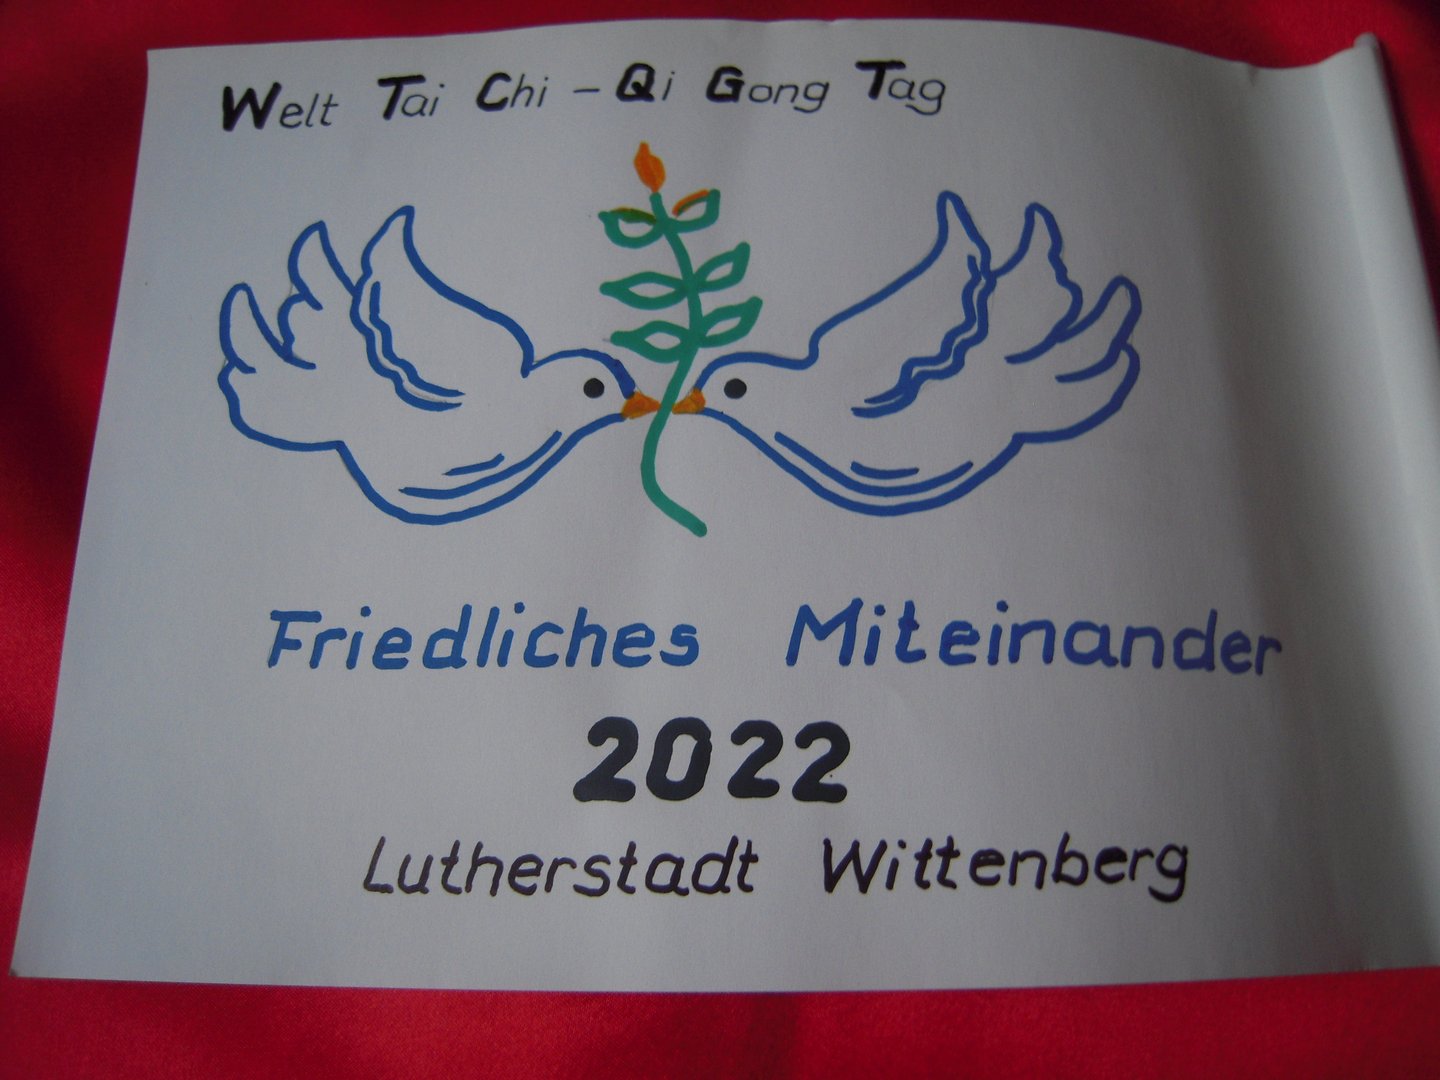 Welt Tai Chi - Qi Gong Tag
Friedliches Miteinander
2022
Lutherstadt Wittenberg